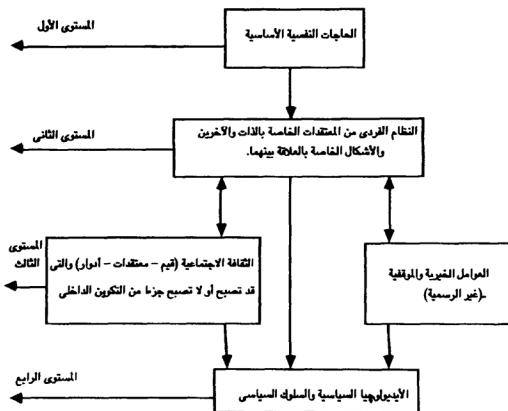 المستوى الأول
الحاجات النفسية الأساسية
المستوى الثانى
النظام الفردى من المعتقدات الخاصة بالذات والآخرين
والأشكال الخاصة بالعلاقة بينهما.
المستوى
الثالث
الثقافة الاجتماعية (قيم – معتقدات – أدوار) والتى
قد تصبح أو لا تصبح جزءا من التكوين الداخلى
العوامل الخبرية والموقفية
ـ(غير الرسمية)
المستوى الرابع
الأيديولوجيا السياسية والسلوك السياسى